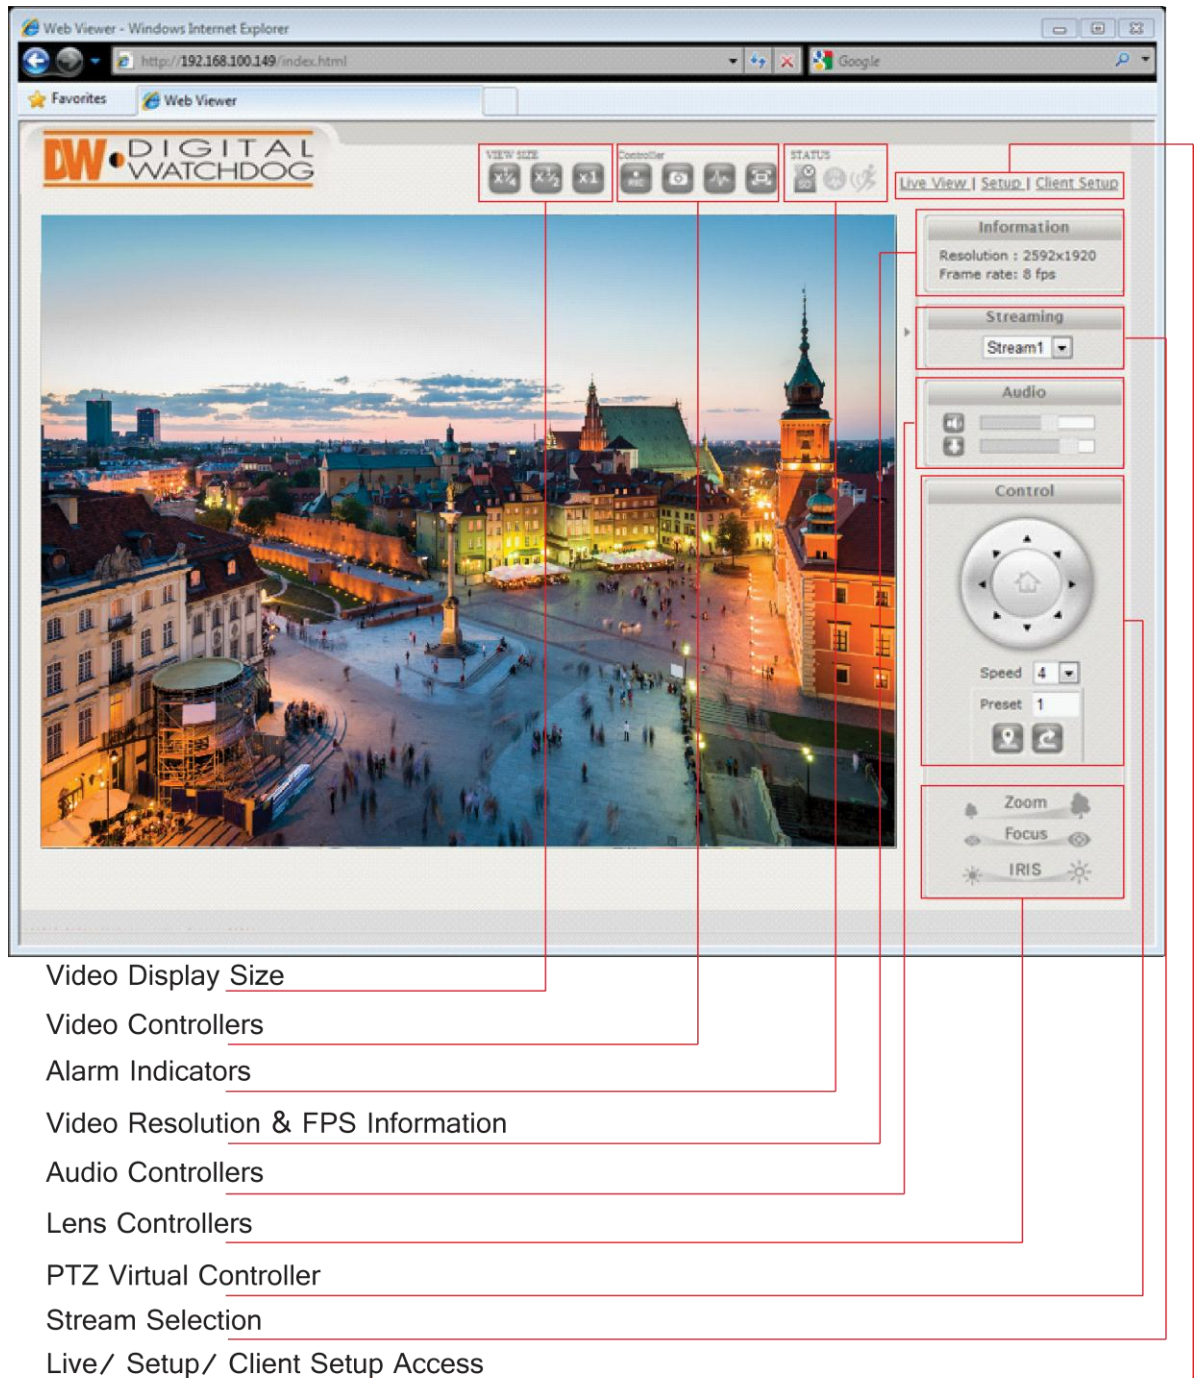 Web Viewer - Windows Internet Explorer
http://192.168.100.149/index.html
Google
Favorites
Web Viewer
DW DIGITAL WATCHDOG
VIEW SIZE
x¼ x½ x1
Controller
REC
STATUS
SD
Live View | Setup | Client Setup
Information
Resolution : 2592x1920
Frame rate: 8 fps
Streaming
Stream1
Audio
Control
Speed 4
Preset 1
Zoom
Focus
IRIS
Video Display Size
Video Controllers
Alarm Indicators
Video Resolution & FPS Information
Audio Controllers
Lens Controllers
PTZ Virtual Controller
Stream Selection
Live/ Setup/ Client Setup Access